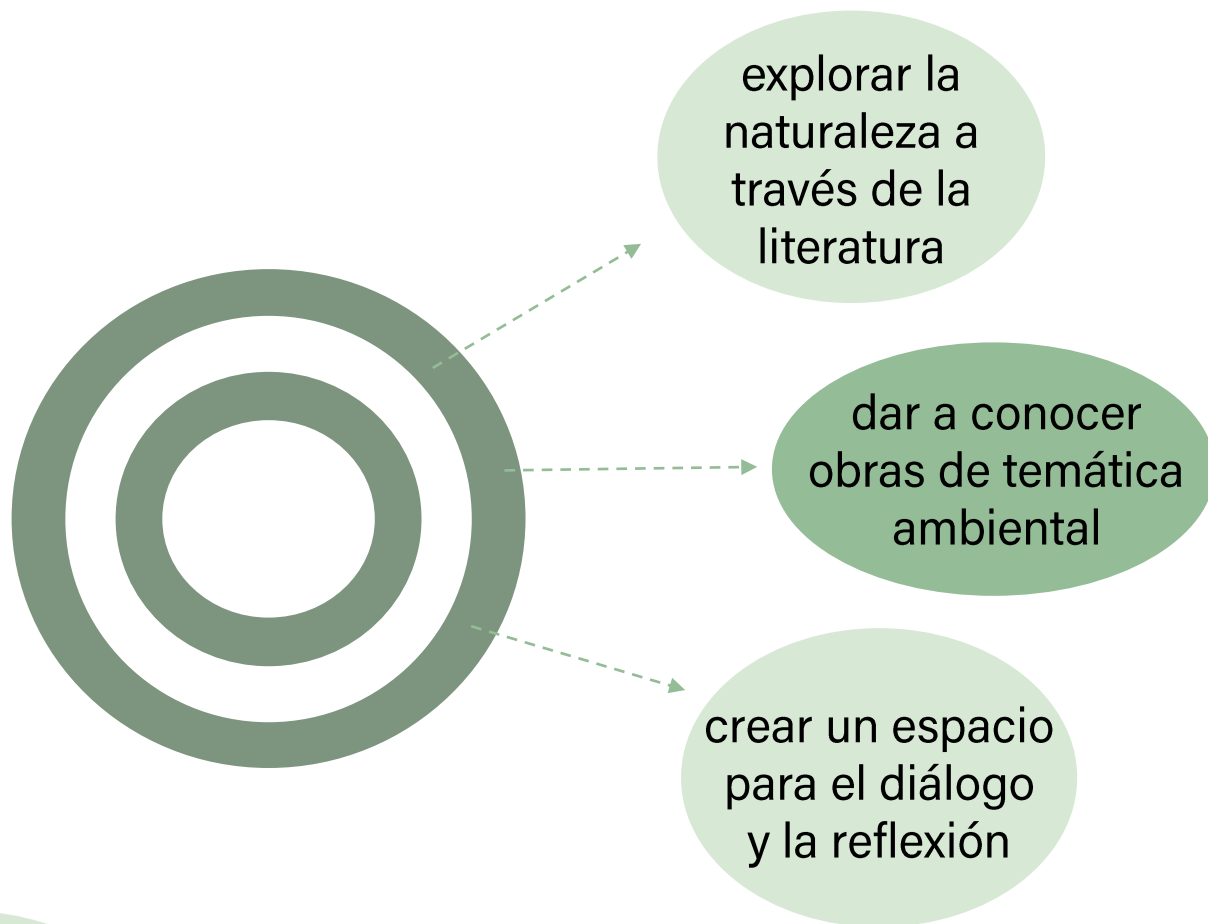 explorar la
naturaleza a
través de la
literatura
dar a conocer
obras de temática
ambiental
crear un espacio
para el diálogo
y la reflexión